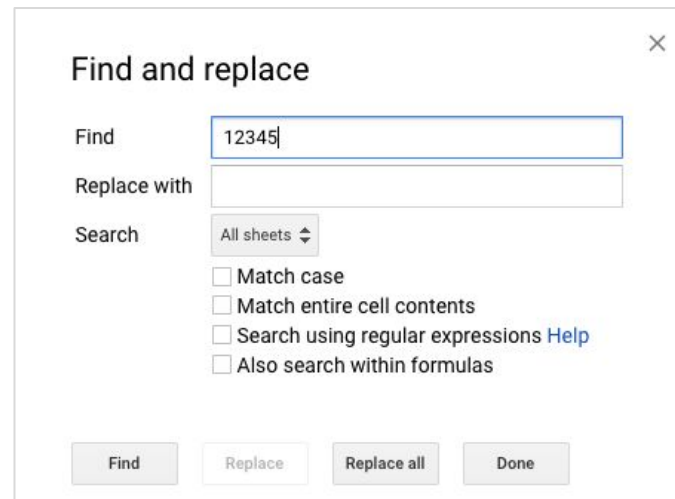 ×
Find and replace
Find 12345
Replace with
Search All sheets
Match case
Match entire cell contents
Search using regular expressions Help
Also search within formulas
Find Replace Replace all Done